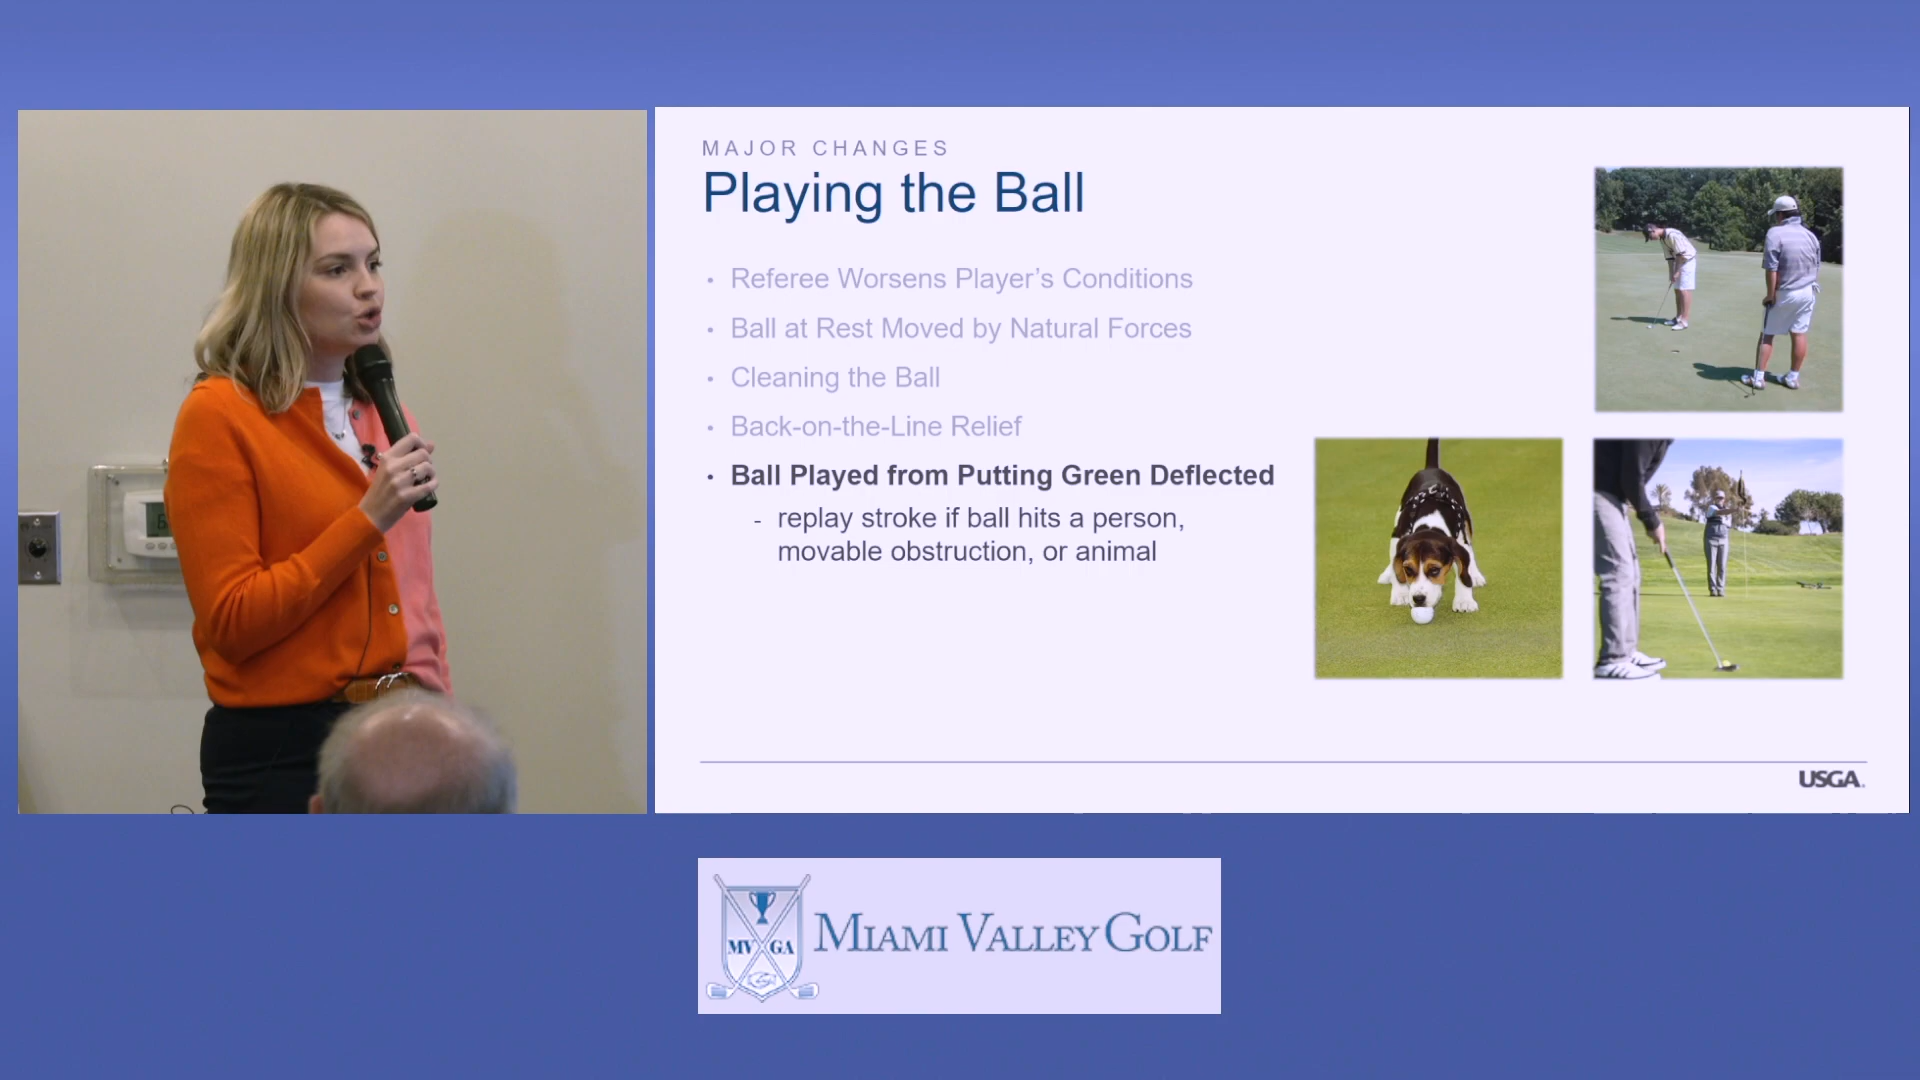 MAJOR CHANGES
Playing the Ball
• Referee Worsens Player’s Conditions
• Ball at Rest Moved by Natural Forces
• Cleaning the Ball
• Back-on-the-Line Relief
• Ball Played from Putting Green Deflected
- replay stroke if ball hits a person,
movable obstruction, or animal
USGA.
MV GA
MIAMI VALLEY GOLF